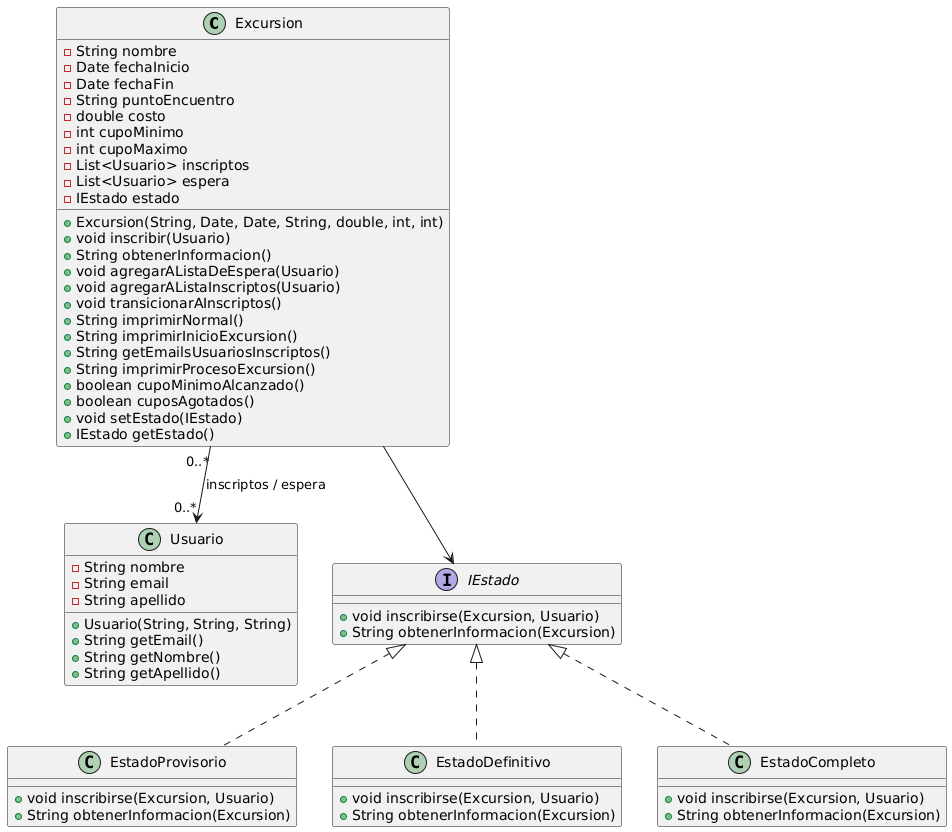 C Excursion
String nombre
Date fechaInicio
Date fechaFin
String puntoEncuentro
double costo
int cupoMinimo
int cupoMaximo
List<Usuario> inscriptos
List<Usuario> espera
IEstado estado
Excursion(String, Date, Date, String, double, int, int)
void inscribir(Usuario)
String obtenerInformacion()
void agregarAListaDeEspera(Usuario)
void agregarAListaInscriptos(Usuario)
void transicionarAInscriptos()
String imprimirNormal()
String imprimirInicioExcursion()
String getEmailsUsuariosInscriptos()
String imprimirProcesoExcursion()
boolean cupoMinimoAlcanzado()
boolean cuposAgotados()
void setEstado(IEstado)
IEstado getEstado()
0..*
inscriptos / espera
0..*
C Usuario
String nombre
String email
String apellido
Usuario(String, String, String)
String getEmail()
String getNombre()
String getApellido()
I IEstado
void inscribirse(Excursion, Usuario)
String obtenerInformacion(Excursion)
C EstadoProvisorio
void inscribirse(Excursion, Usuario)
String obtenerInformacion(Excursion)
C EstadoDefinitivo
void inscribirse(Excursion, Usuario)
String obtenerInformacion(Excursion)
C EstadoCompleto
void inscribirse(Excursion, Usuario)
String obtenerInformacion(Excursion)